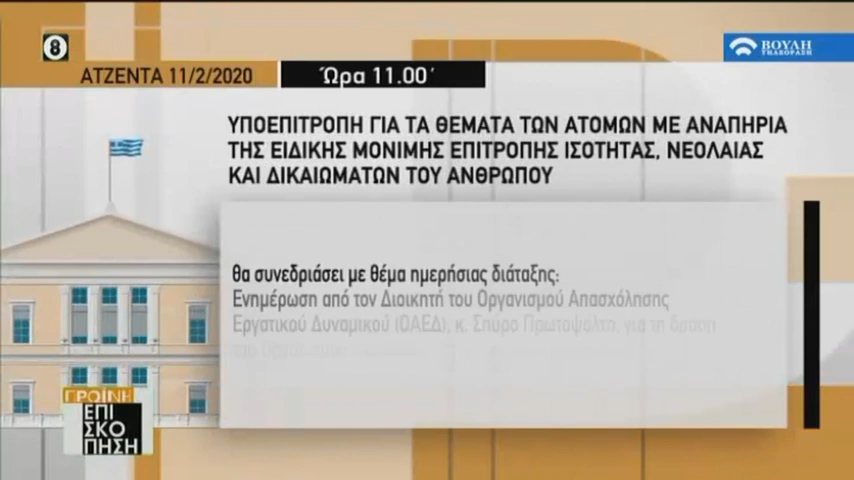 8
ΒΟΥΛΗ
ΤΗΛΕΟΡΑΣΗ
ΑΤΖΕΝΤΑ 11/2/2020
Ώρα 11.00΄
ΥΠΟΕΠΙΤΡΟΠΗ ΓΙΑ ΤΑ ΘΕΜΑΤΑ ΤΩΝ ΑΤΟΜΩΝ ΜΕ ΑΝΑΠΗΡΙΑ
ΤΗΣ ΕΙΔΙΚΗΣ ΜΟΝΙΜΗΣ ΕΠΙΤΡΟΠΗΣ ΙΣΟΤΗΤΑΣ, ΝΕΟΛΑΙΑΣ
ΚΑΙ ΔΙΚΑΙΩΜΑΤΩΝ ΤΟΥ ΑΝΘΡΩΠΟΥ
θα συνεδριάσει με θέμα ημερήσιας διάταξης:
Ενημέρωση από τον Διοικητή του Οργανισμού Απασχόλησης
Εργατικού Δυναμικού (ΟΑΕΔ), κ. Σπύρο Πρωτοψάλτη, για τη δράση
ΠΡΩΙΝΗ
ΕΠΙ
ΣΚΟ
ΠΗΣΗ